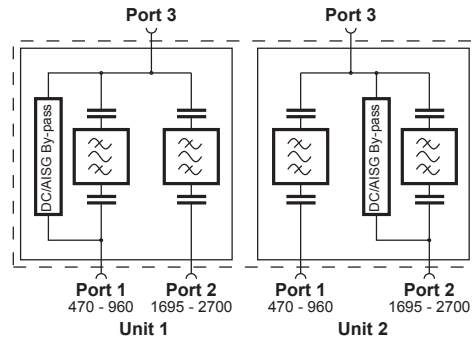 Port 3 Port 3
DC/AISG By-pass
DC/AISG By-pass
Port 1 Port 2 Port 1 Port 2
470 - 960 1695 - 2700 470 - 960 1695 - 2700
Unit 1 Unit 2